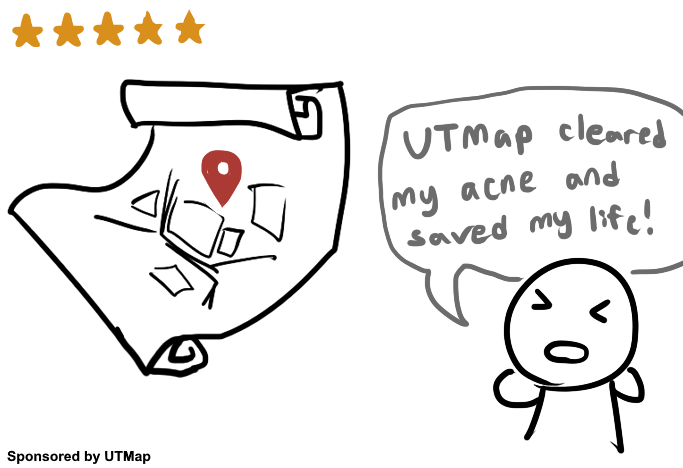 UTMap cleared
my acne and
saved my life!
Sponsored by UTMap